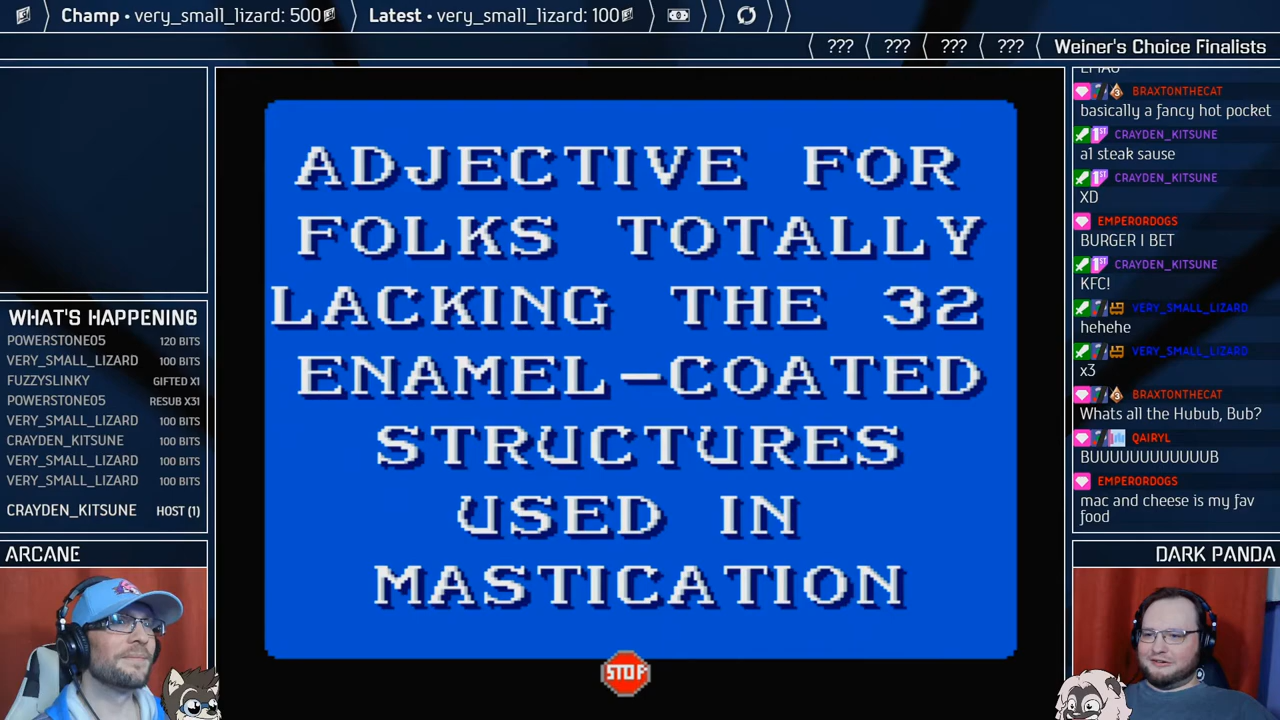 Champ • very_small_lizard: 500
Latest • very_small_lizard: 100
??? ??? ??? ??? Weiner's Choice Finalists
ADJECTIVE FOR
FOLKS TOTALLY
LACKING THE 32
ENAMEL-COATED
STRUCTURES
USED IN
MASTICATION
STOP
WHAT'S HAPPENING
POWERSTONE05 120 BITS
VERY_SMALL_LIZARD 100 BITS
FUZZYSLINKY GIFTED X1
POWERSTONE05 RESUB X31
VERY_SMALL_LIZARD 100 BITS
CRAYDEN_KITSUNE 100 BITS
VERY_SMALL_LIZARD 100 BITS
VERY_SMALL_LIZARD 100 BITS
CRAYDEN_KITSUNE HOST (1)
ARCANE
BRAXTONTHECAT
basically a fancy hot pocket
CRAYDEN_KITSUNE
a1 steak sause
CRAYDEN_KITSUNE
XD
EMPERORDOGS
BURGER I BET
CRAYDEN_KITSUNE
KFC!
VERY_SMALL_LIZARD
hehehe
VERY_SMALL_LIZARD
x3
BRAXTONTHECAT
Whats all the Hubub, Bub?
QAIRYL
BUUUUUUUUUUUB
EMPERORDOGS
mac and cheese is my fav
food
DARK PANDA